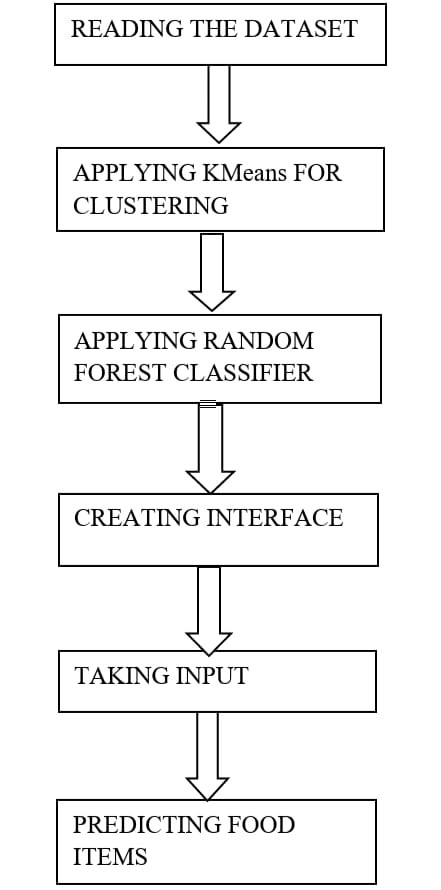 READING THE DATASET
APPLYING KMeans FOR
CLUSTERING
APPLYING RANDOM
FOREST CLASSIFIER
CREATING INTERFACE
TAKING INPUT
PREDICTING FOOD
ITEMS